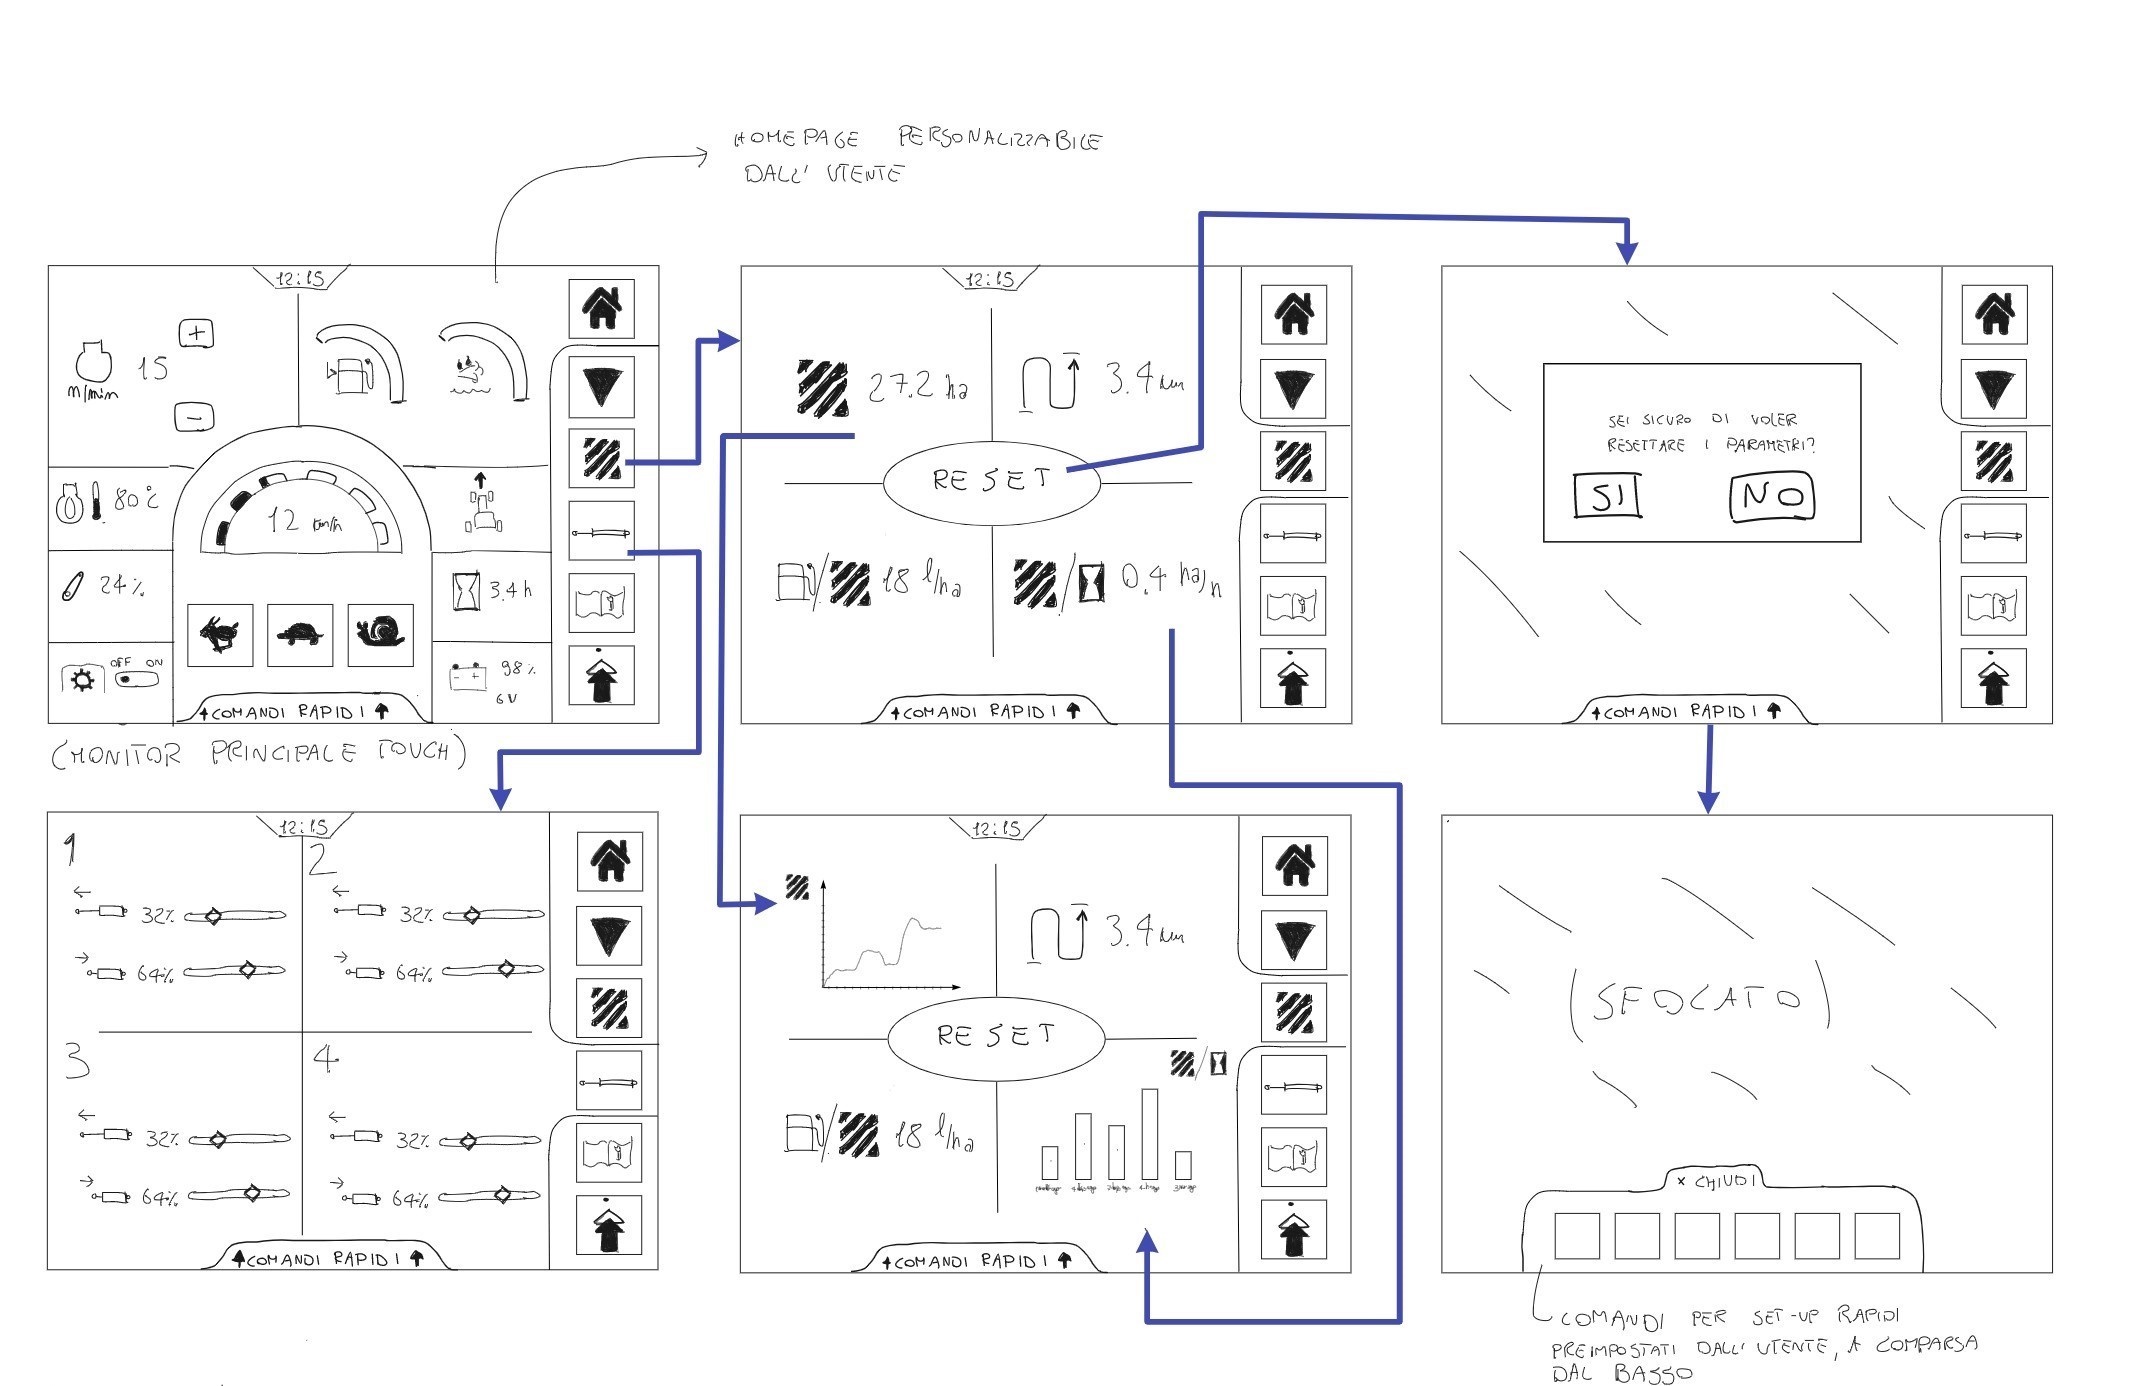 HOMEPAGE PERSONALIZZABILE
DALL' UTENTE
12:15
+
15
n/min
-
80°C
12 km/h
24%
3.4 h
OFF ON
98%
6V
- +
↑COMANDI RAPIDI↑
(MONITOR PRINCIPALE TOUCH)
12:15
27.2 ha
3.4 km
RESET
18 l/ha
0.4 ha/h
↑COMANDI RAPIDI↑
SEI SICURO DI VOLER
RESETTARE I PARAMETRI?
SI
NO
↑COMANDI RAPIDI↑
12:15
1
2
← 32%
← 32%
→ 64%
→ 64%
3
4
← 32%
← 32%
→ 64%
→ 64%
↑COMANDI RAPIDI↑
12:15
3.4 km
RESET
18 l/ha
↑COMANDI RAPIDI↑
(SFOCATO)
× CHIUDI
COMANDI PER SET-UP RAPIDI
PREIMPOSTATI DALL'UTENTE, A COMPARSA
DAL BASSO